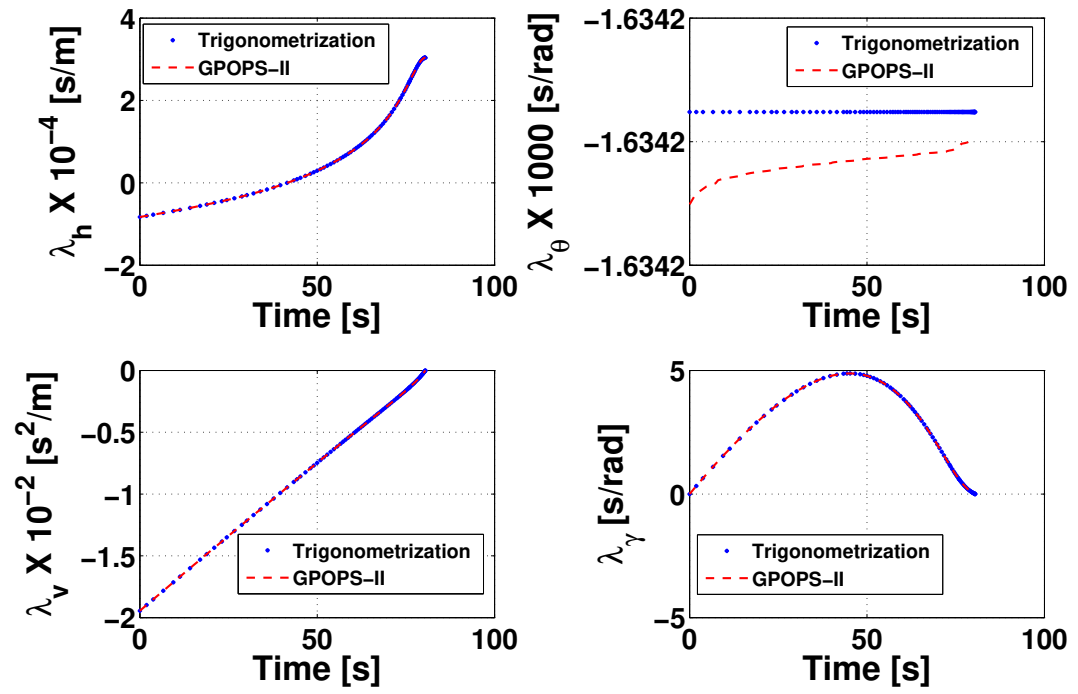 λh X 10−4 [s/m]
4
2
0
−2
0 50 100
Time [s]
Trigonometrization
GPOPS−II
λθ X 1000 [s/rad]
−1.6342
−1.6342
−1.6342
0 50 100
Time [s]
Trigonometrization
GPOPS−II
λv X 10−2 [s2/m]
0
−0.5
−1
−1.5
−2
0 50 100
Time [s]
Trigonometrization
GPOPS−II
λγ [s/rad]
5
0
−5
0 50 100
Time [s]
Trigonometrization
GPOPS−II